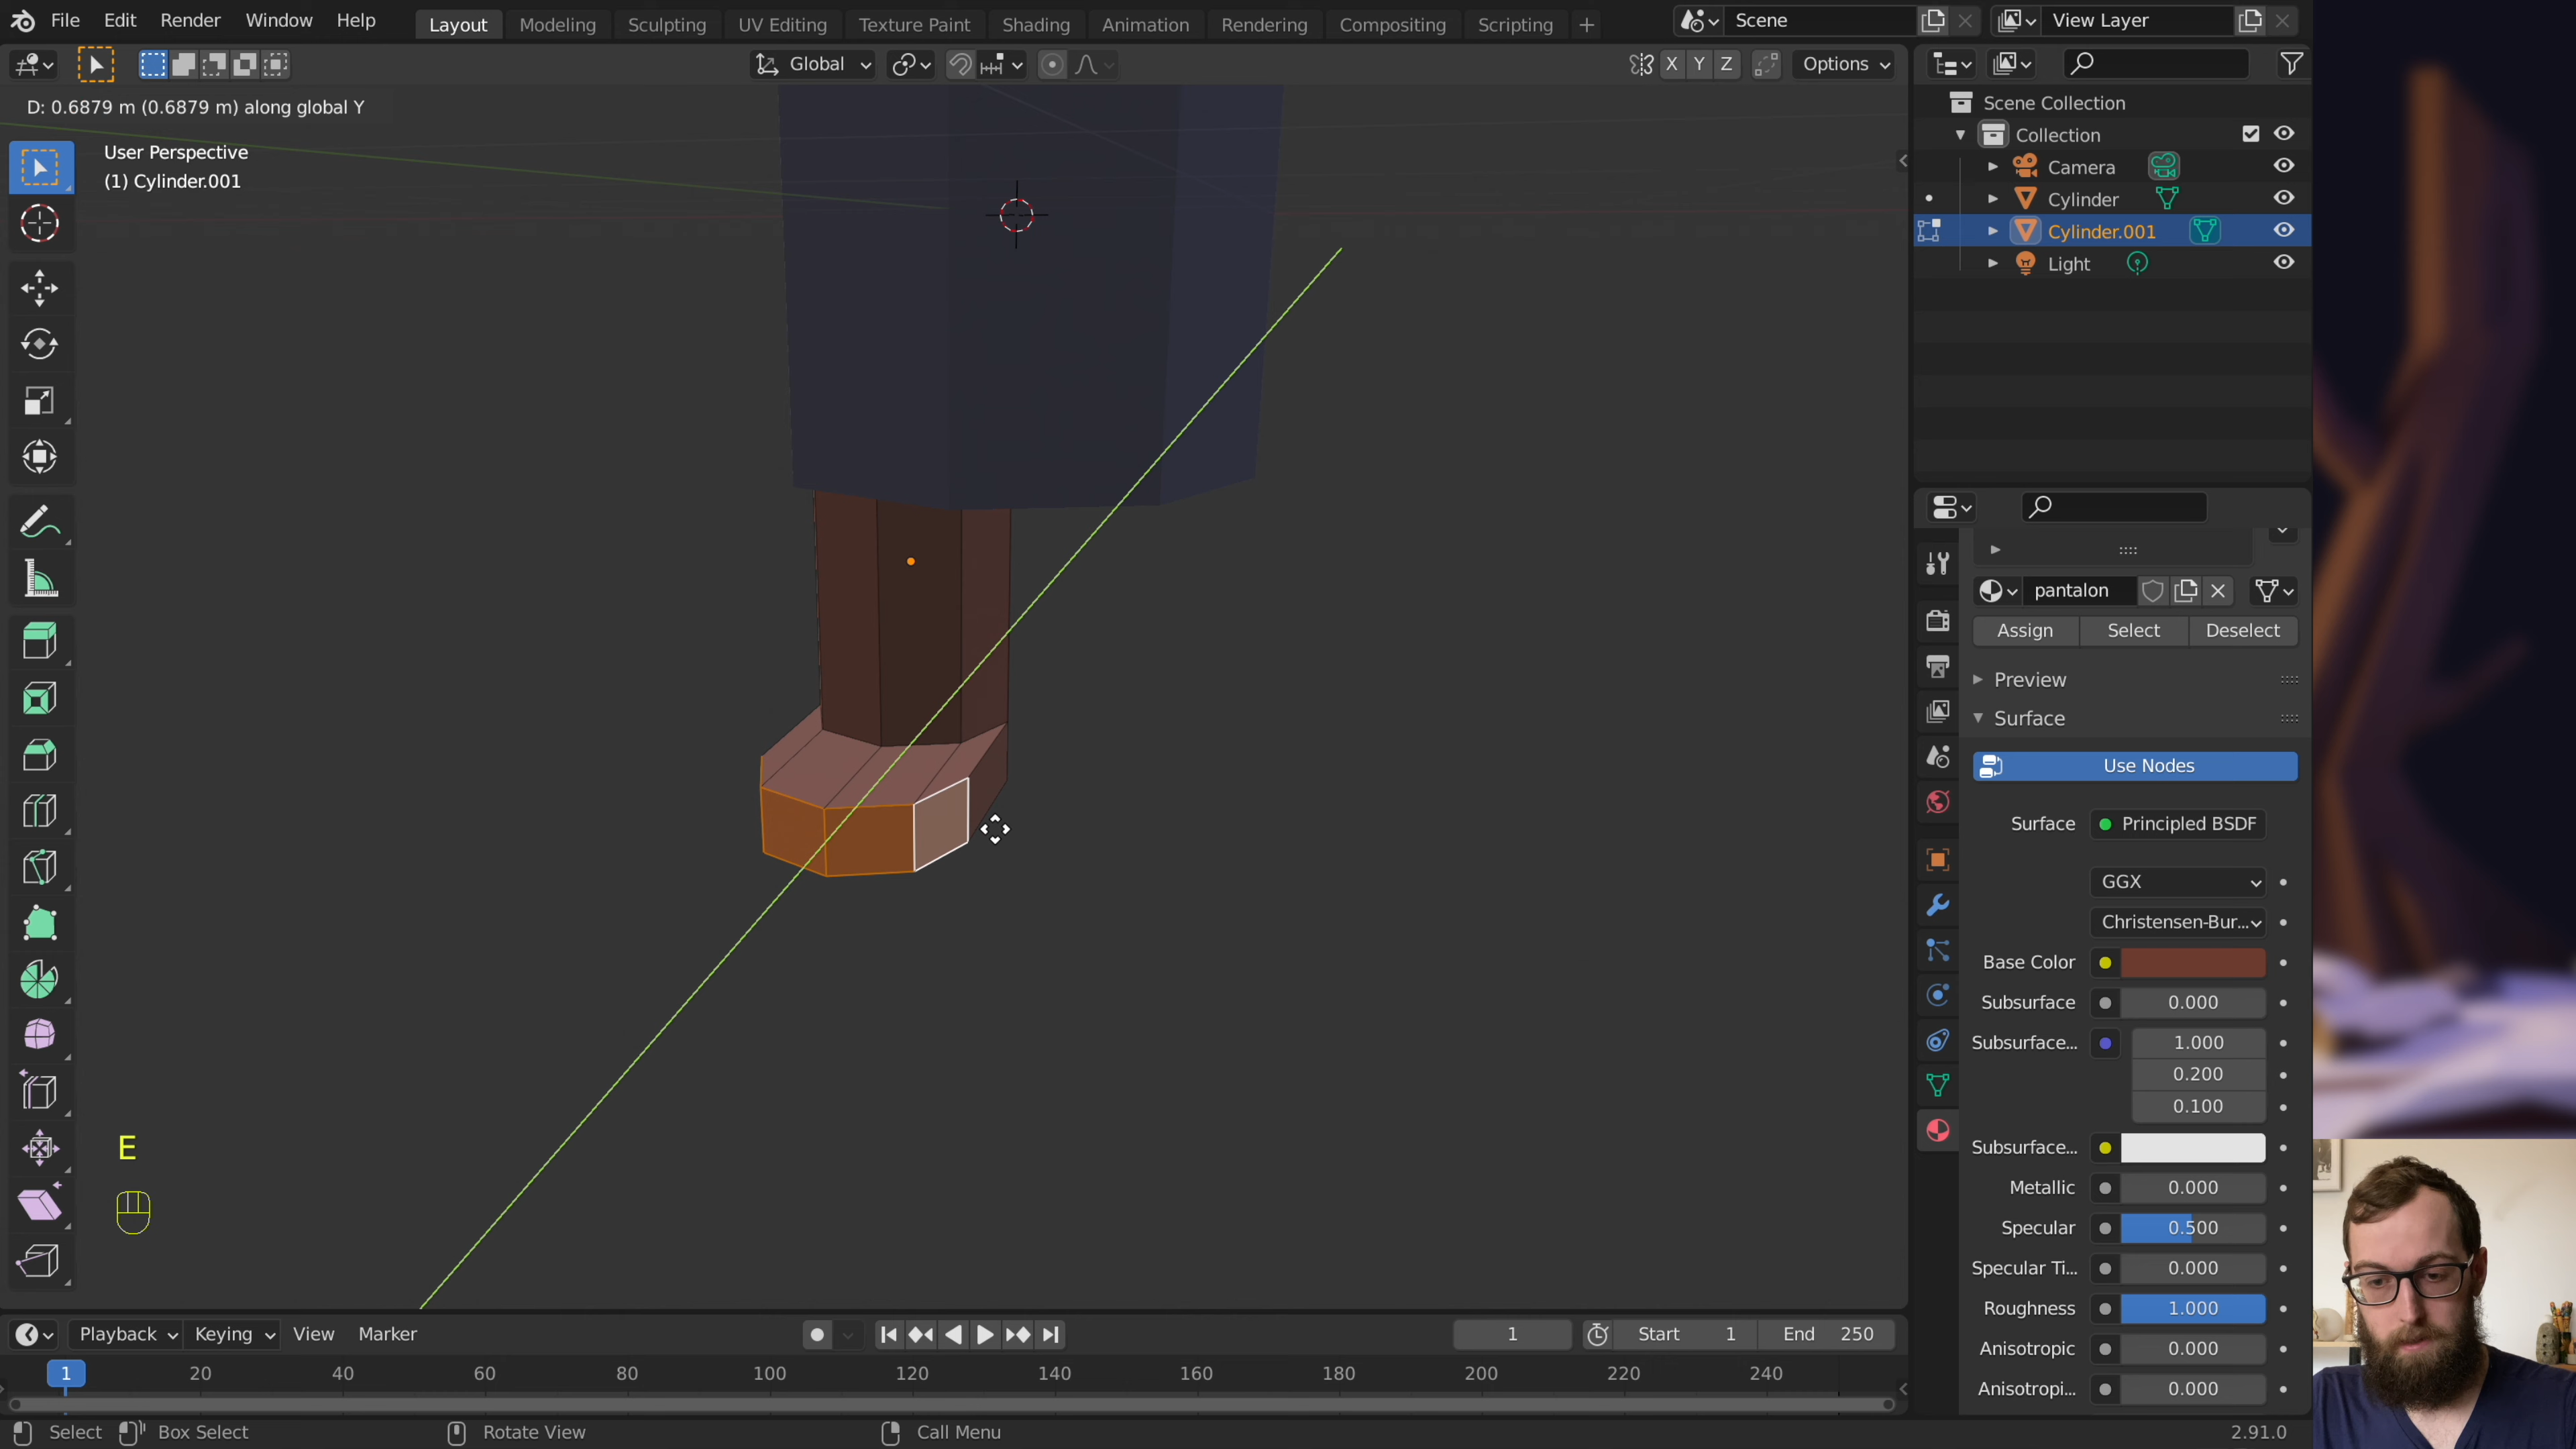 File Edit Render Window Help Layout Modeling Sculpting UV Editing Texture Paint Shading Animation Rendering Compositing Scripting + Scene View Layer
Global X Y Z Options
D: 0.6879 m (0.6879 m) along global Y
User Perspective
(1) Cylinder.001
Scene Collection
Collection
Camera
Cylinder
Cylinder.001
Light
pantalon
Assign Select Deselect
Preview
Surface
Use Nodes
Surface Principled BSDF
GGX
Christensen-Bur...
Base Color
Subsurface 0.000
Subsurface... 1.000
0.200
0.100
Subsurface...
Metallic 0.000
Specular 0.500
Specular Ti... 0.000
Roughness 1.000
Anisotropic 0.000
Anisotropi... 0.000
E
Playback Keying View Marker 1 Start 1 End 250
1 20 40 60 80 100 120 140 160 180 200 220 240
Select Box Select Rotate View Call Menu 2.91.0